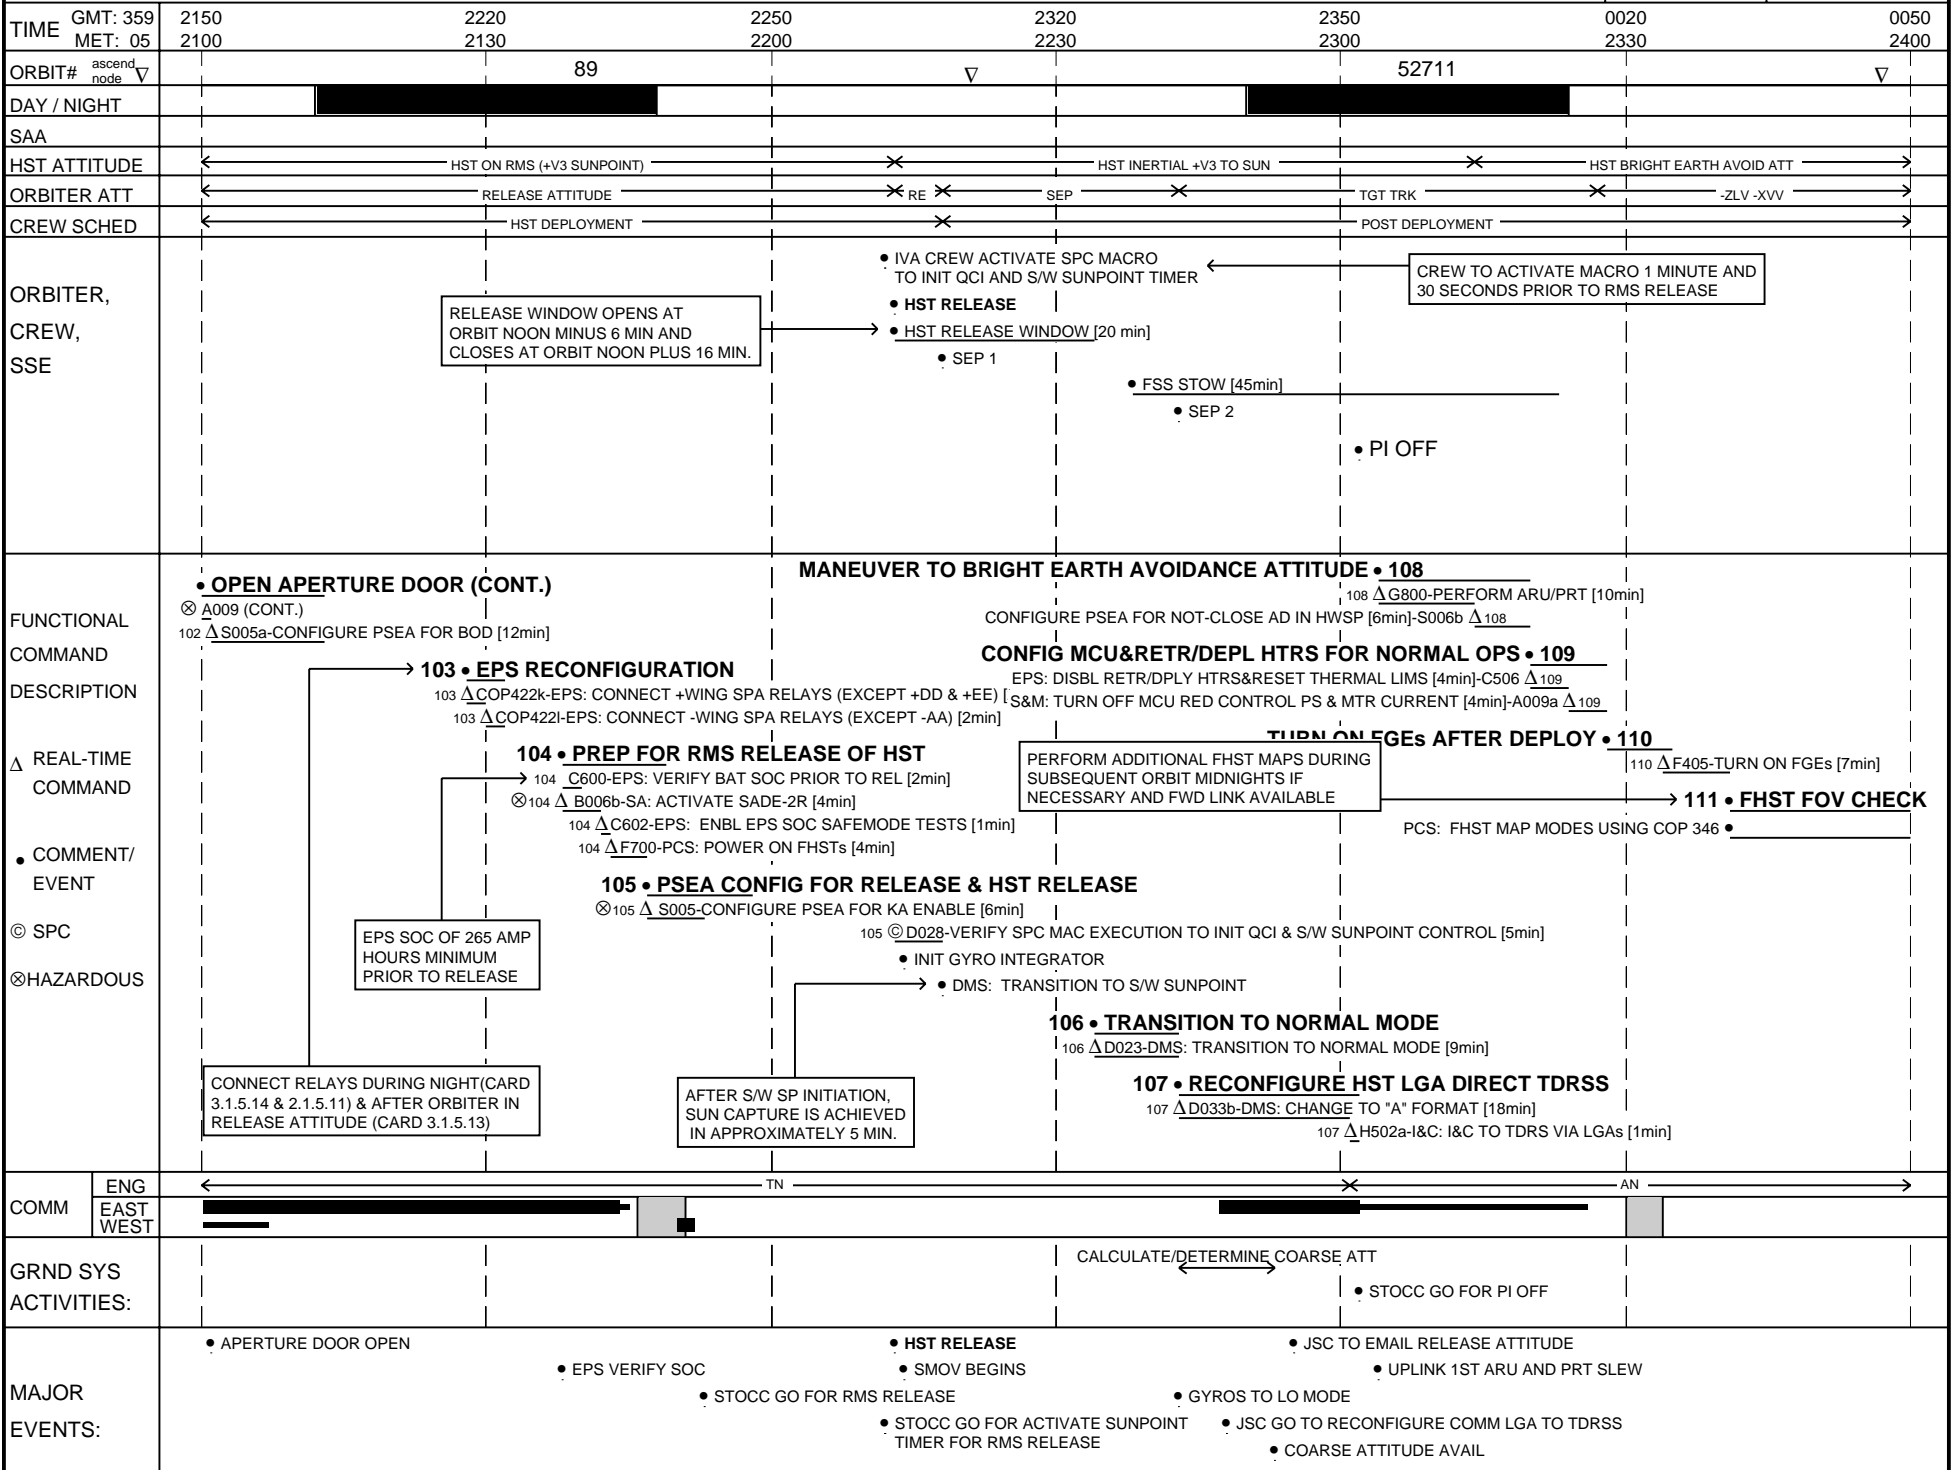 TIME GMT: 359 2150 2220 2250 2320 2350 0020 0050
MET: 05 2100 2130 2200 2230 2300 2330 2400
ORBIT# ascend node ∇ 89 ∇ 52711 ∇
DAY / NIGHT
SAA
HST ATTITUDE HST ON RMS (+V3 SUNPOINT) HST INERTIAL +V3 TO SUN HST BRIGHT EARTH AVOID ATT
ORBITER ATT RELEASE ATTITUDE RE SEP TGT TRK -ZLV -XVV
CREW SCHED HST DEPLOYMENT POST DEPLOYMENT
ORBITER,
CREW,
SSE
• IVA CREW ACTIVATE SPC MACRO
TO INIT QCI AND S/W SUNPOINT TIMER
CREW TO ACTIVATE MACRO 1 MINUTE AND
30 SECONDS PRIOR TO RMS RELEASE
• HST RELEASE
RELEASE WINDOW OPENS AT
ORBIT NOON MINUS 6 MIN AND
CLOSES AT ORBIT NOON PLUS 16 MIN.
• HST RELEASE WINDOW [20 min]
• SEP 1
• FSS STOW [45min]
• SEP 2
• PI OFF
FUNCTIONAL
COMMAND
DESCRIPTION
Δ REAL-TIME
COMMAND
• COMMENT/
EVENT
© SPC
⊗HAZARDOUS
• OPEN APERTURE DOOR (CONT.)
⊗ A009 (CONT.)
102 Δ S005a-CONFIGURE PSEA FOR BOD [12min]
MANEUVER TO BRIGHT EARTH AVOIDANCE ATTITUDE • 108
108 Δ G800-PERFORM ARU/PRT [10min]
CONFIGURE PSEA FOR NOT-CLOSE AD IN HWSP [6min]-S006b Δ 108
103 • EPS RECONFIGURATION
103 Δ COP422k-EPS: CONNECT +WING SPA RELAYS (EXCEPT +DD & +EE) [
103 Δ COP422l-EPS: CONNECT -WING SPA RELAYS (EXCEPT -AA) [2min]
CONFIG MCU&RETR/DEPL HTRS FOR NORMAL OPS • 109
EPS: DISBL RETR/DPLY HTRS&RESET THERMAL LIMS [4min]-C506 Δ 109
S&M: TURN OFF MCU RED CONTROL PS & MTR CURRENT [4min]-A009a Δ 109
104 • PREP FOR RMS RELEASE OF HST
104 C600-EPS: VERIFY BAT SOC PRIOR TO REL [2min]
⊗104 Δ B006b-SA: ACTIVATE SADE-2R [4min]
104 Δ C602-EPS: ENBL EPS SOC SAFEMODE TESTS [1min]
104 Δ F700-PCS: POWER ON FHSTs [4min]
TURN ON FGEs AFTER DEPLOY • 110
110 Δ F405-TURN ON FGEs [7min]
PERFORM ADDITIONAL FHST MAPS DURING
SUBSEQUENT ORBIT MIDNIGHTS IF
NECESSARY AND FWD LINK AVAILABLE
111 • FHST FOV CHECK
PCS: FHST MAP MODES USING COP 346 •
105 • PSEA CONFIG FOR RELEASE & HST RELEASE
⊗105 Δ S005-CONFIGURE PSEA FOR KA ENABLE [6min]
105 © D028-VERIFY SPC MAC EXECUTION TO INIT QCI & S/W SUNPOINT CONTROL [5min]
• INIT GYRO INTEGRATOR
• DMS: TRANSITION TO S/W SUNPOINT
EPS SOC OF 265 AMP
HOURS MINIMUM
PRIOR TO RELEASE
106 • TRANSITION TO NORMAL MODE
106 Δ D023-DMS: TRANSITION TO NORMAL MODE [9min]
107 • RECONFIGURE HST LGA DIRECT TDRSS
107 Δ D033b-DMS: CHANGE TO "A" FORMAT [18min]
107 Δ H502a-I&C: I&C TO TDRS VIA LGAs [1min]
CONNECT RELAYS DURING NIGHT(CARD
3.1.5.14 & 2.1.5.11) & AFTER ORBITER IN
RELEASE ATTITUDE (CARD 3.1.5.13)
AFTER S/W SP INITIATION,
SUN CAPTURE IS ACHIEVED
IN APPROXIMATELY 5 MIN.
COMM ENG TN AN
EAST
WEST
GRND SYS
ACTIVITIES:
CALCULATE/DETERMINE COARSE ATT
• STOCC GO FOR PI OFF
MAJOR
EVENTS:
• APERTURE DOOR OPEN
• EPS VERIFY SOC
• STOCC GO FOR RMS RELEASE
• HST RELEASE
• SMOV BEGINS
• STOCC GO FOR ACTIVATE SUNPOINT
TIMER FOR RMS RELEASE
• JSC TO EMAIL RELEASE ATTITUDE
• UPLINK 1ST ARU AND PRT SLEW
• GYROS TO LO MODE
• JSC GO TO RECONFIGURE COMM LGA TO TDRSS
• COARSE ATTITUDE AVAIL